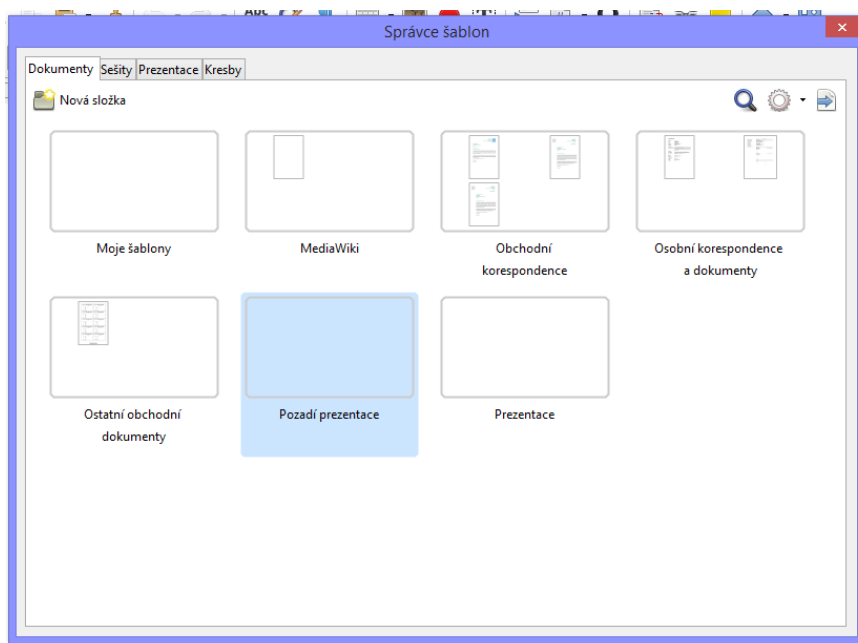 ABC
Správce šablon
Dokumenty Sešity Prezentace Kresby
Nová složka
Moje šablony
MediaWiki
Obchodní
korespondence
Osobní korespondence
a dokumenty
Ostatní obchodní
dokumenty
Pozadí prezentace
Prezentace